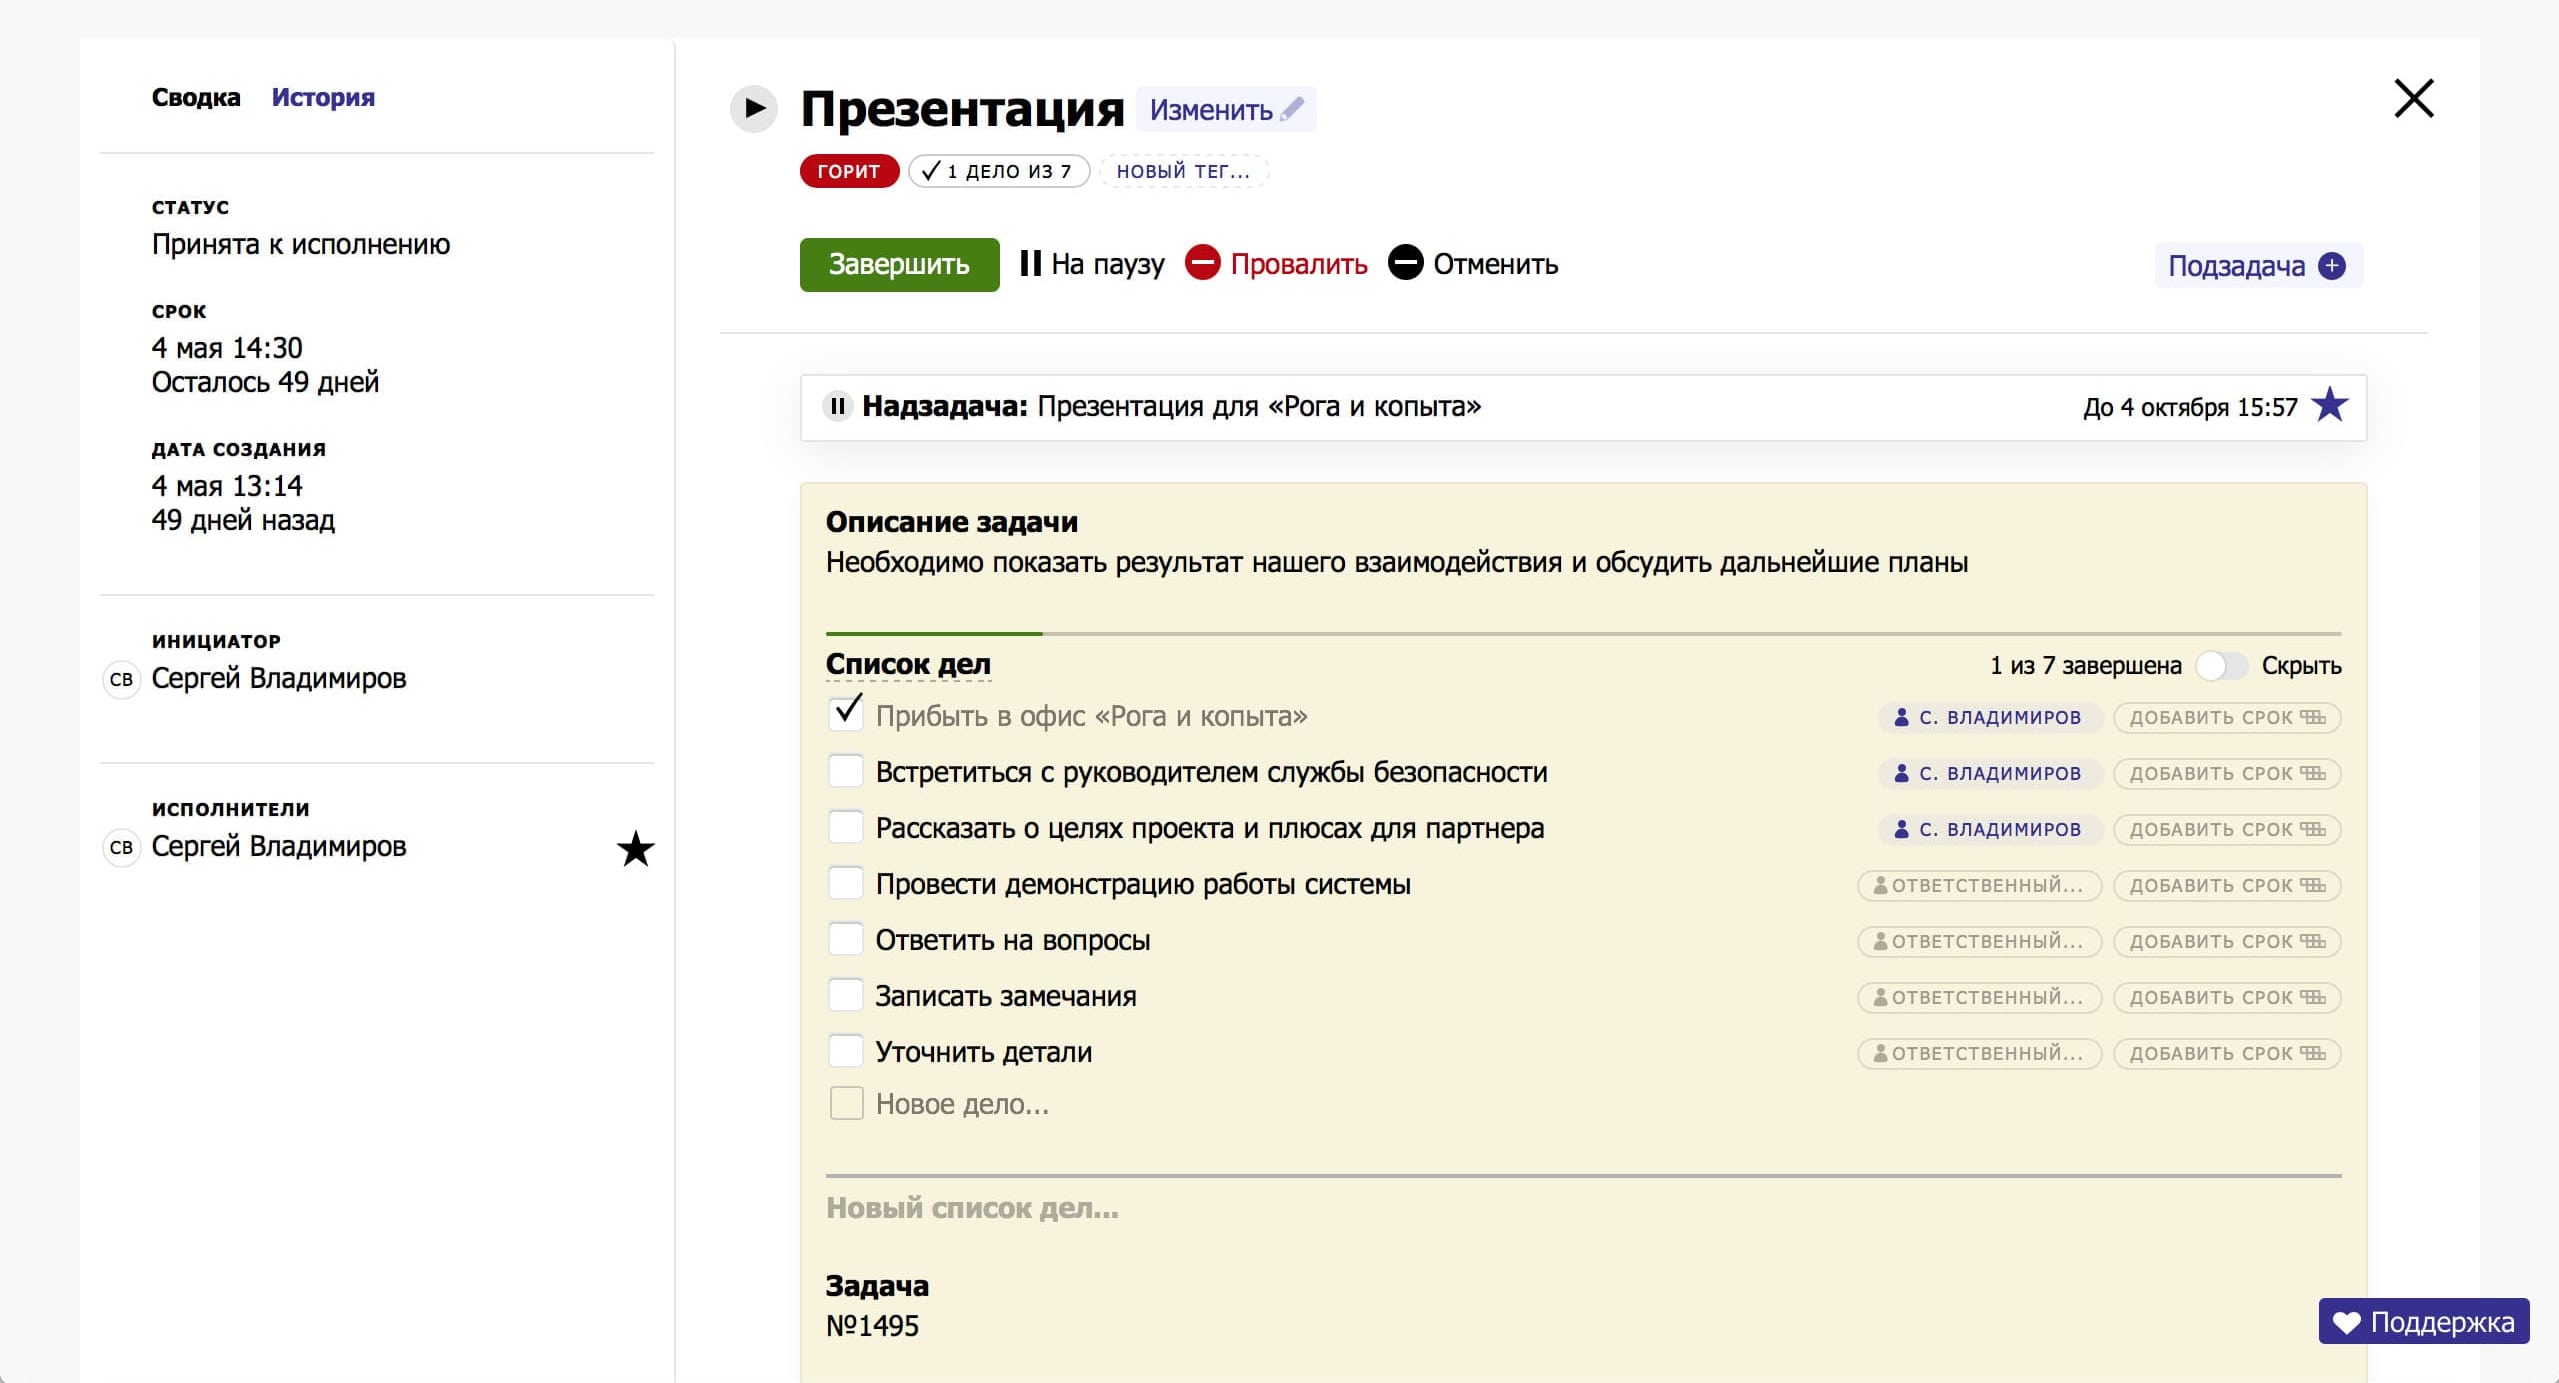 Сводка История
СТАТУС
Принята к исполнению
СРОК
4 мая 14:30
Осталось 49 дней
ДАТА СОЗДАНИЯ
4 мая 13:14
49 дней назад
ИНИЦИАТОР
СВ Сергей Владимиров
ИСПОЛНИТЕЛИ
СВ Сергей Владимиров
Презентация Изменить
ГОРИТ 1 ДЕЛО ИЗ 7 НОВЫЙ ТЕГ...
Завершить На паузу Провалить Отменить Подзадача
Надзадача: Презентация для «Рога и копыта» До 4 октября 15:57
Описание задачи
Необходимо показать результат нашего взаимодействия и обсудить дальнейшие планы
Список дел 1 из 7 завершена Скрыть
Прибыть в офис «Рога и копыта» С. ВЛАДИМИРОВ ДОБАВИТЬ СРОК
Встретиться с руководителем службы безопасности С. ВЛАДИМИРОВ ДОБАВИТЬ СРОК
Рассказать о целях проекта и плюсах для партнера С. ВЛАДИМИРОВ ДОБАВИТЬ СРОК
Провести демонстрацию работы системы ОТВЕТСТВЕННЫЙ... ДОБАВИТЬ СРОК
Ответить на вопросы ОТВЕТСТВЕННЫЙ... ДОБАВИТЬ СРОК
Записать замечания ОТВЕТСТВЕННЫЙ... ДОБАВИТЬ СРОК
Уточнить детали ОТВЕТСТВЕННЫЙ... ДОБАВИТЬ СРОК
Новое дело...
Новый список дел...
Задача
№1495
Поддержка